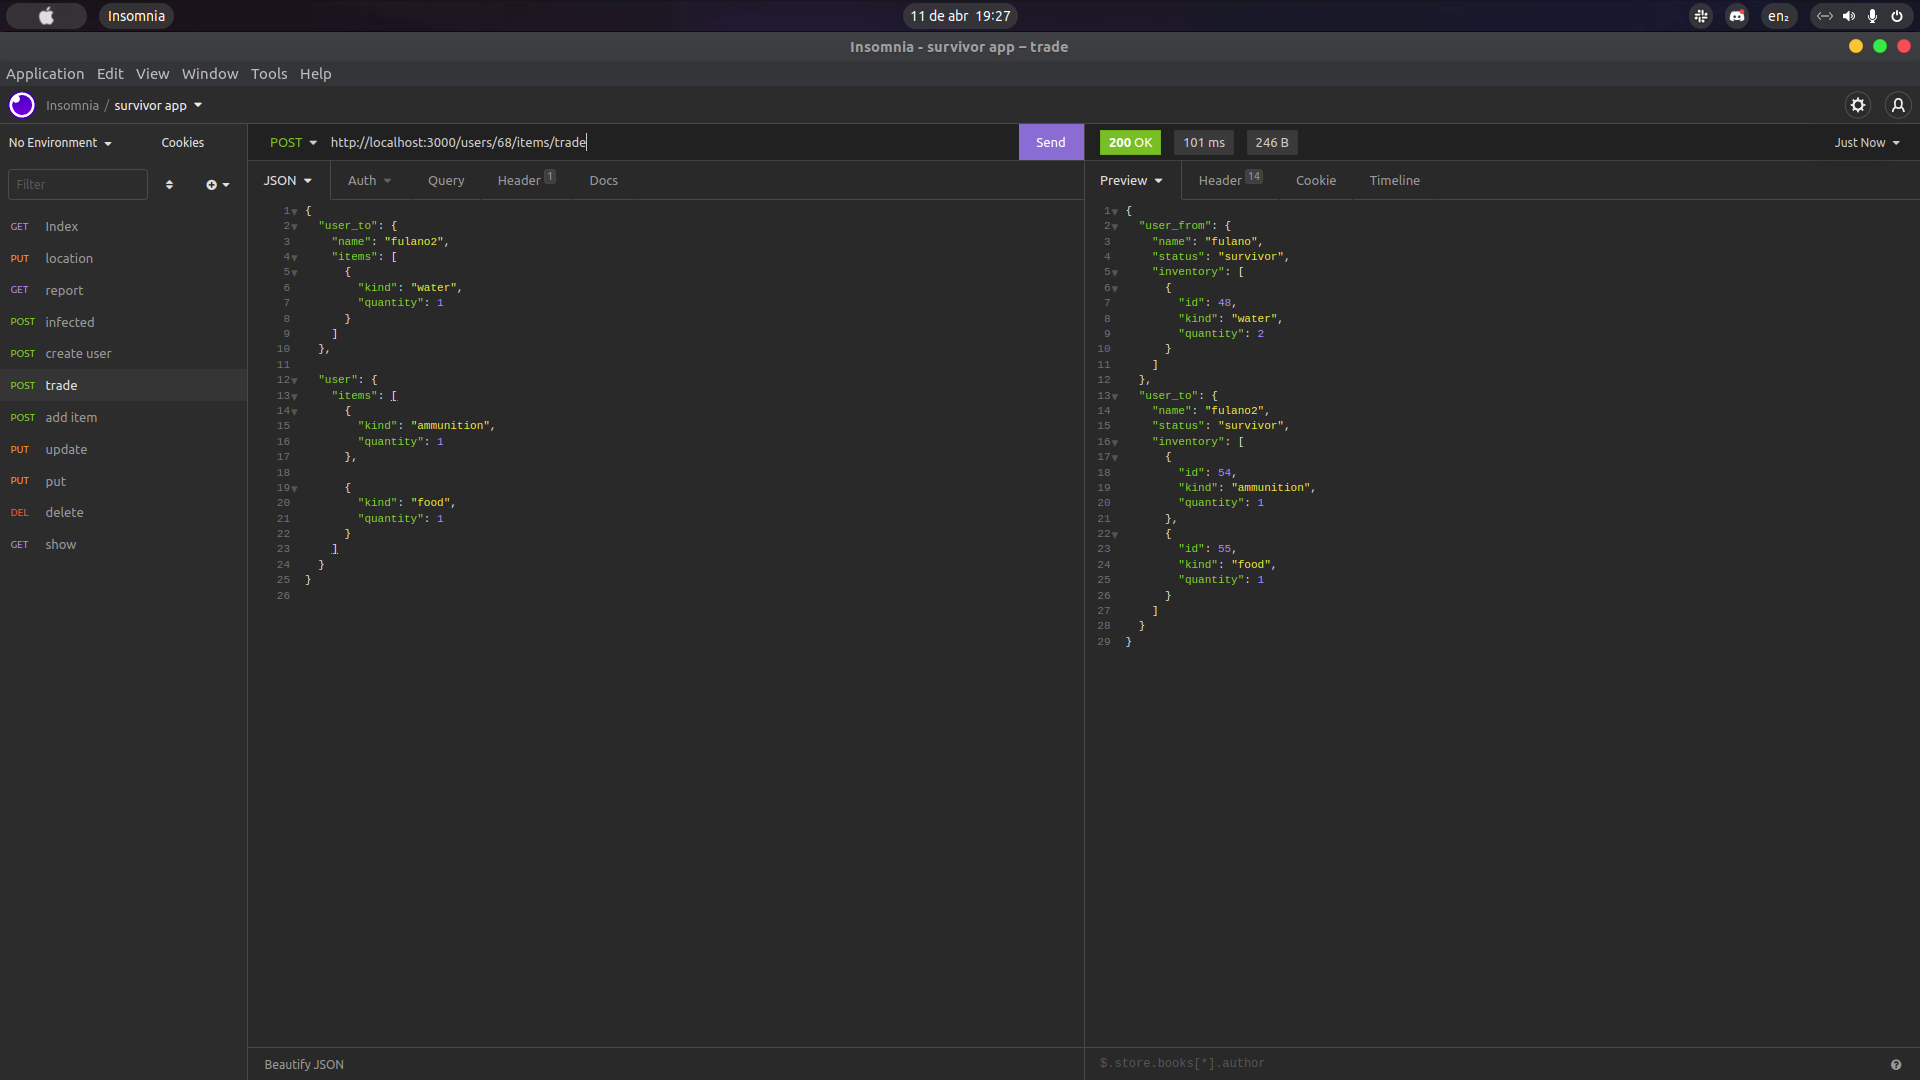 Insomnia
11 de abr 19:27
en₂
Insomnia - survivor app – trade
Application Edit View Window Tools Help
Insomnia / survivor app
No Environment
Cookies
POST http://localhost:3000/users/68/items/trade
Send
200 OK
101 ms
246 B
Just Now
Filter
JSON
Auth
Query
Header 1
Docs
Preview
Header 14
Cookie
Timeline
GET Index
PUT location
GET report
POST infected
POST create user
POST trade
POST add item
PUT update
PUT put
DEL delete
GET show
1 {
2 "user_to": {
3 "name": "fulano2",
4 "items": [
5 {
6 "kind": "water",
7 "quantity": 1
8 }
9 ]
10 },
11
12 "user": {
13 "items": [
14 {
15 "kind": "ammunition",
16 "quantity": 1
17 },
18
19 {
20 "kind": "food",
21 "quantity": 1
22 }
23 ]
24 }
25 }
26
1 {
2 "user_from": {
3 "name": "fulano",
4 "status": "survivor",
5 "inventory": [
6 {
7 "id": 48,
8 "kind": "water",
9 "quantity": 2
10 }
11 ]
12 },
13 "user_to": {
14 "name": "fulano2",
15 "status": "survivor",
16 "inventory": [
17 {
18 "id": 54,
19 "kind": "ammunition",
20 "quantity": 1
21 },
22 {
23 "id": 55,
24 "kind": "food",
25 "quantity": 1
26 }
27 ]
28 }
29 }
Beautify JSON
$.store.books[*].author